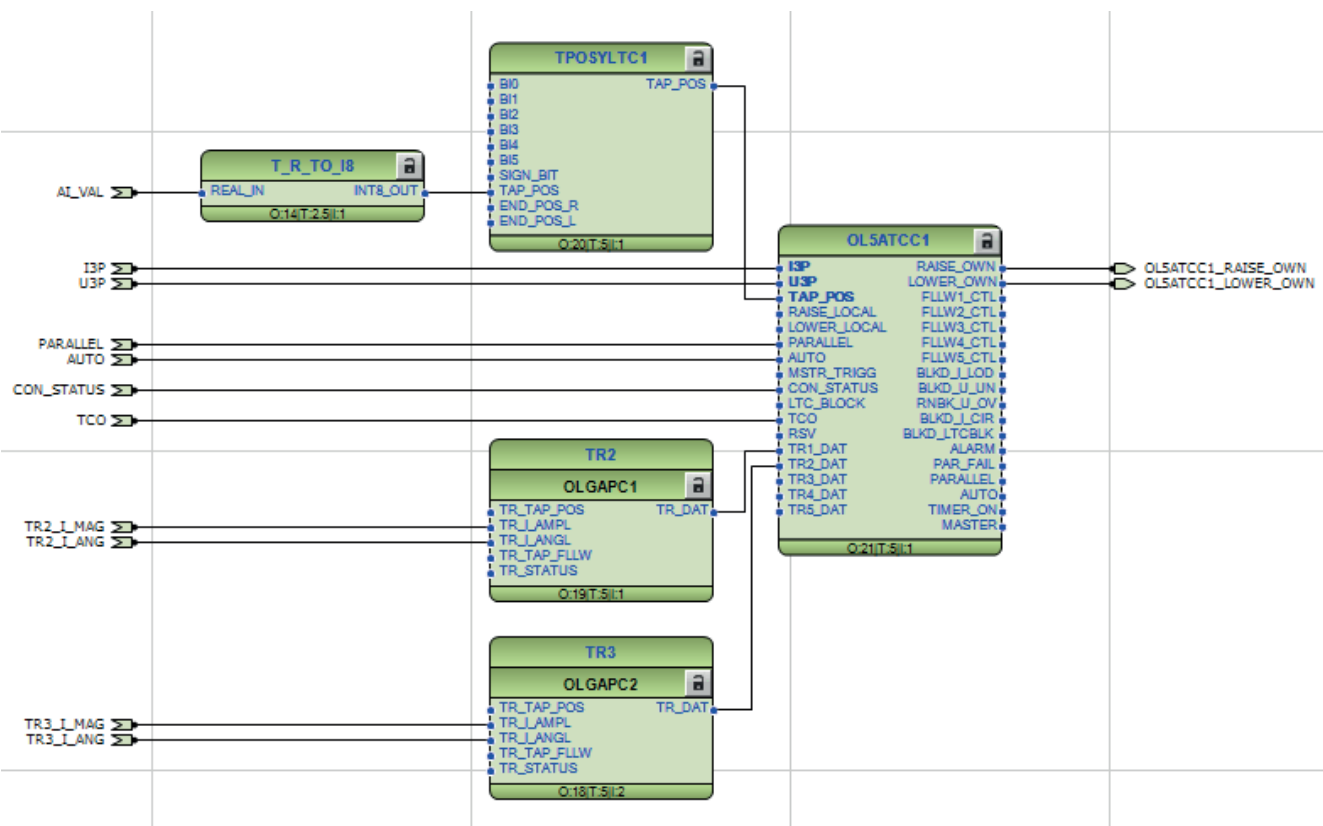 TPOSYLTC1
BI0 TAP_POS
BI1
BI2
BI3
BI4
BI5
SIGN_BIT
TAP_POS
END_POS_R
END_POS_L
O:20|T:5|I:1
T_R_TO_I8
AI_VAL REAL_IN INT8_OUT
O:14|T:2.5|I:1
OL5ATCC1
I3P I3P RAISE_OWN OL5ATCC1_RAISE_OWN
U3P U3P LOWER_OWN OL5ATCC1_LOWER_OWN
TAP_POS FLLW1_CTL
RAISE_LOCAL FLLW2_CTL
LOWER_LOCAL FLLW3_CTL
PARALLEL PARALLEL FLLW4_CTL
AUTO AUTO FLLW5_CTL
MSTR_TRIGG BLKD_I_LOD
CON_STATUS CON_STATUS BLKD_U_UN
LTC_BLOCK RNBK_U_OV
TCO TCO BLKD_I_CIR
RSV BLKD_LTCBLK
TR1_DAT ALARM
TR2_DAT PAR_FAIL
TR3_DAT PARALLEL
TR4_DAT AUTO
TR5_DAT TIMER_ON
MASTER
O:21|T:5|I:1
TR2
OLGAPC1
TR_TAP_POS TR_DAT
TR2_I_MAG TR_I_AMPL
TR2_I_ANG TR_I_ANGL
TR_TAP_FLLW
TR_STATUS
O:19|T:5|I:1
TR3
OLGAPC2
TR_TAP_POS TR_DAT
TR3_I_MAG TR_I_AMPL
TR3_I_ANG TR_I_ANGL
TR_TAP_FLLW
TR_STATUS
O:18|T:5|I:2